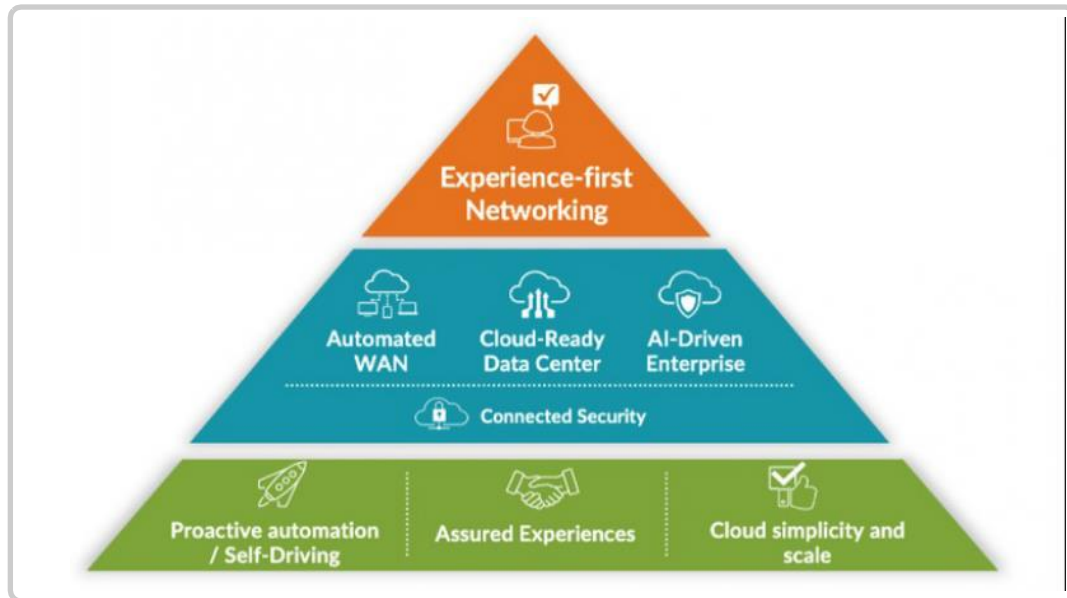 Experience-first
Networking
Automated
WAN
Cloud-Ready
Data Center
AI-Driven
Enterprise
Connected Security
Proactive automation
/ Self-Driving
Assured Experiences
Cloud simplicity and
scale